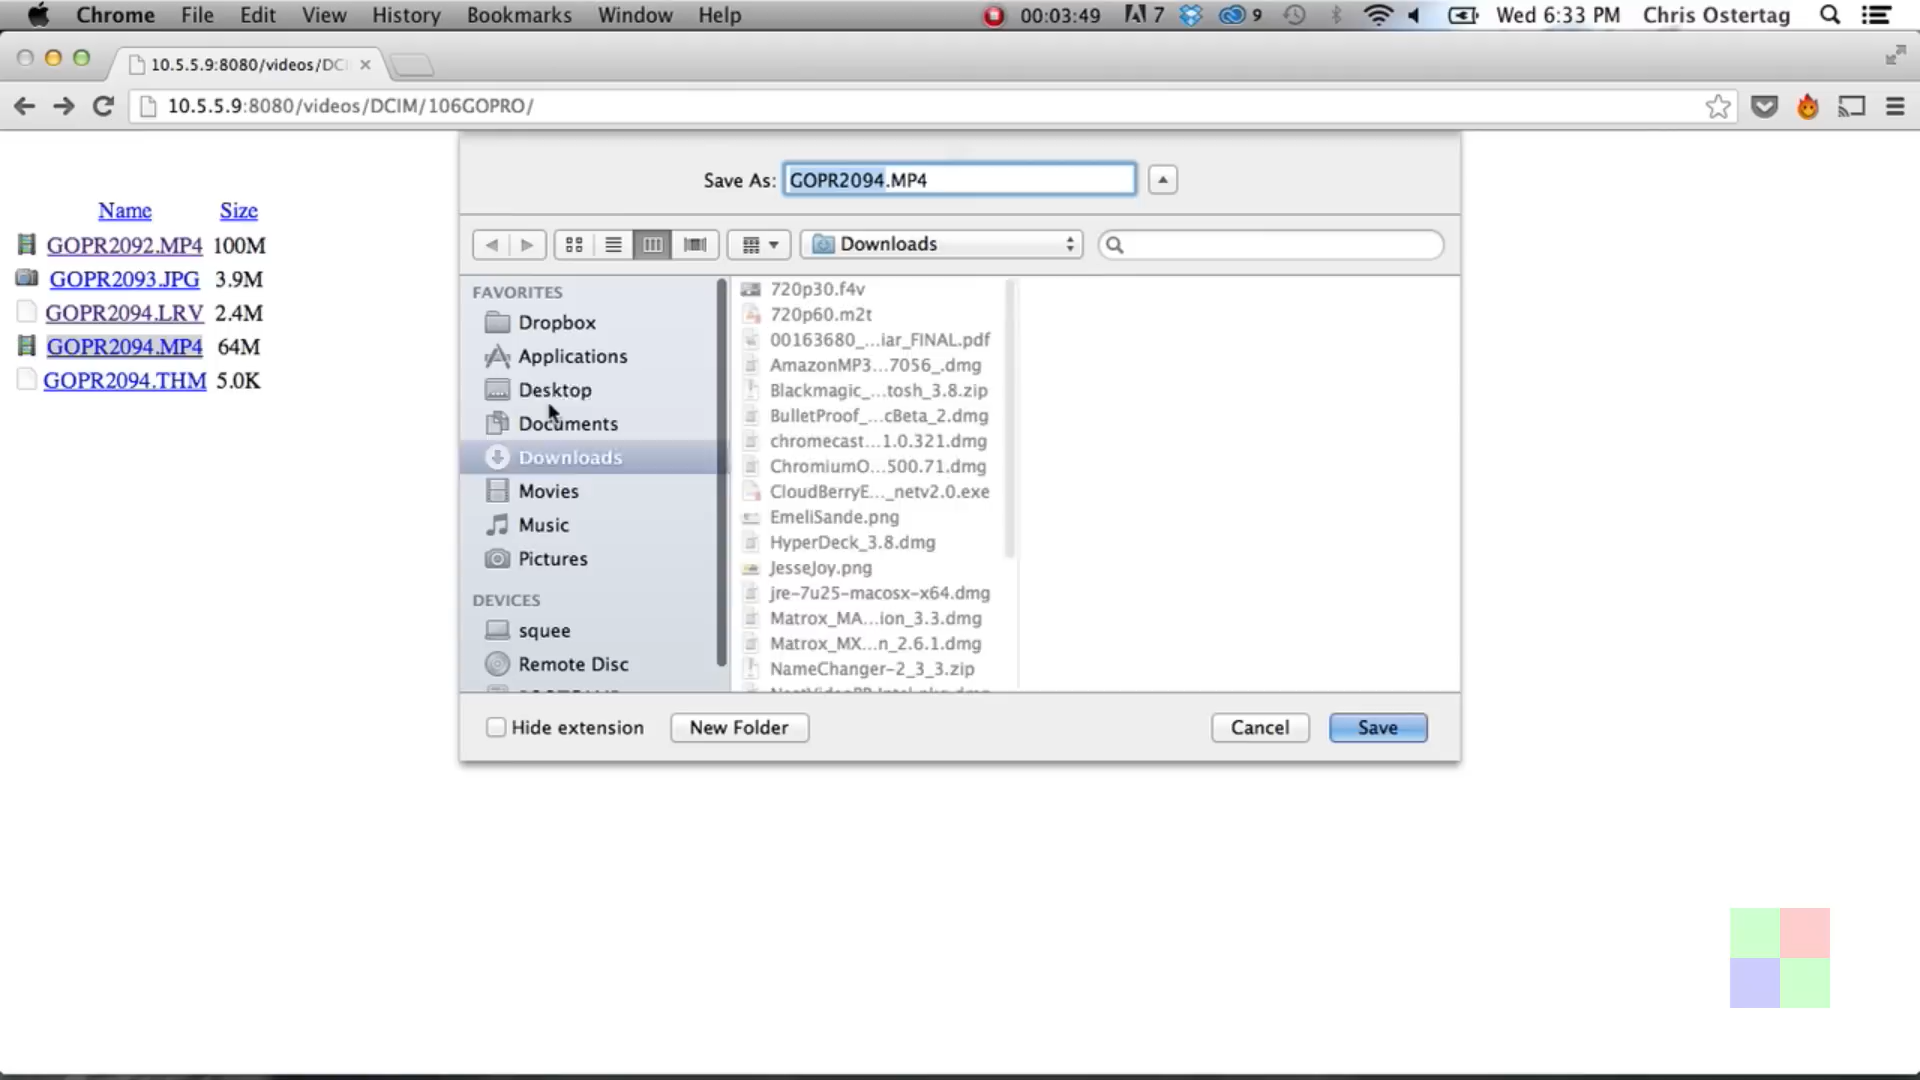 Chrome File Edit View History Bookmarks Window Help 00:03:49 7 9 Wed 6:33 PM Chris Ostertag
10.5.5.9:8080/videos/DCI
10.5.5.9:8080/videos/DCIM/106GOPRO/
Save As: GOPR2094.MP4
Name Size
GOPR2092.MP4 100M
GOPR2093.JPG 3.9M
GOPR2094.LRV 2.4M
GOPR2094.MP4 64M
GOPR2094.THM 5.0K
Downloads
FAVORITES
Dropbox
Applications
Desktop
Documents
Downloads
Movies
Music
Pictures
DEVICES
squee
Remote Disc
720p30.f4v
720p60.m2t
00163680_...iar_FINAL.pdf
AmazonMP3...7056_.dmg
Blackmagic_...tosh_3.8.zip
BulletProof_...cBeta_2.dmg
chromecast...1.0.321.dmg
ChromiumO...500.71.dmg
CloudBerryE..._netv2.0.exe
EmeliSande.png
HyperDeck_3.8.dmg
JesseJoy.png
jre-7u25-macosx-x64.dmg
Matrox_MA...ion_3.3.dmg
Matrox_MX...n_2.6.1.dmg
NameChanger-2_3_3.zip
Hide extension New Folder Cancel Save